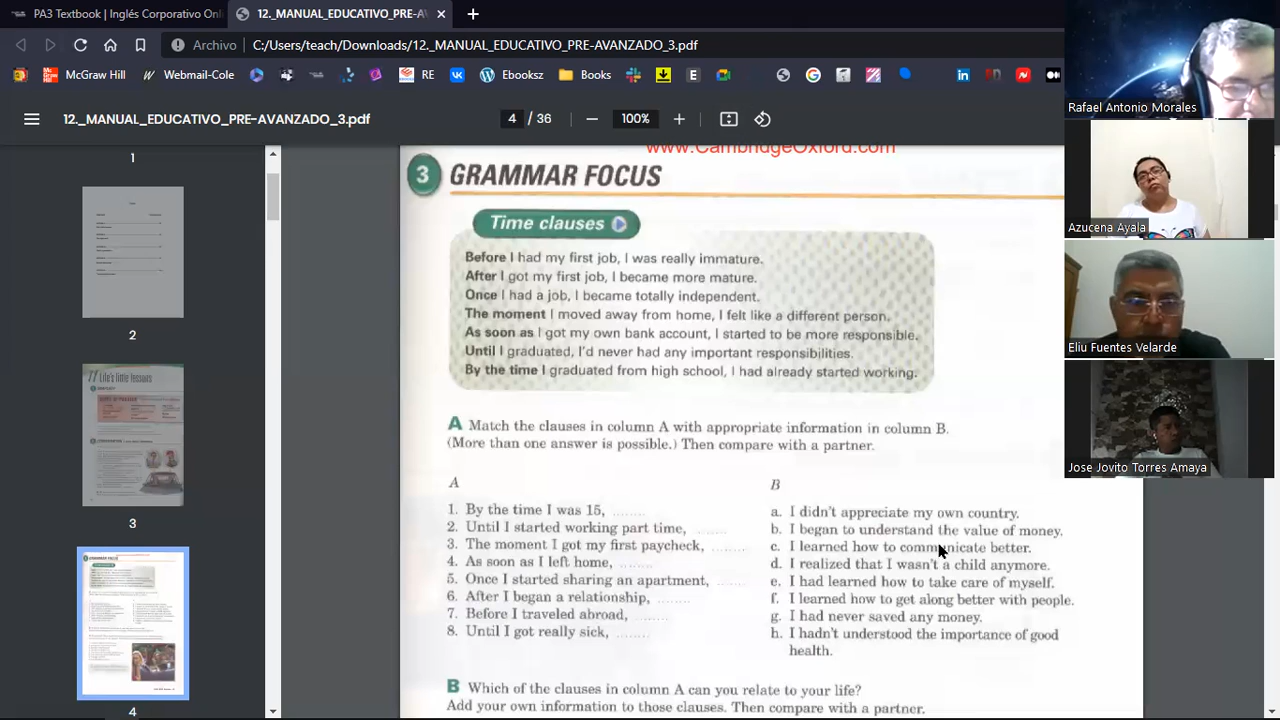 PA3 Textbook | Inglés Corporativo Onl
12._MANUAL_EDUCATIVO_PRE-AVA
Archivo
C:/Users/teach/Downloads/12._MANUAL_EDUCATIVO_PRE-AVANZADO_3.pdf
McGraw Hill
Webmail-Cole
RE
Ebooksz
Books
12._MANUAL_EDUCATIVO_PRE-AVANZADO_3.pdf
4 / 36
100%
1
2
3
4
www.CambridgeOxford.com
3 GRAMMAR FOCUS
Time clauses
Before I had my first job, I was really immature.
After I got my first job, I became more mature.
Once I had a job, I became totally independent.
The moment I moved away from home, I felt like a different person.
As soon as I got my own bank account, I started to be more responsible.
Until I graduated, I'd never had any important responsibilities.
By the time I graduated from high school, I had already started working.
A Match the clauses in column A with appropriate information in column B.
(More than one answer is possible.) Then compare with a partner.
A
1. By the time I was 15, ........
2. Until I started working part time, ........
3. The moment I got my first paycheck, ........
4. As soon as I left home, ........
5. Once I started sharing an apartment, ........
6. After I began a relationship, ........
7. Before I traveled abroad, ........
8. Until I got really sick, ........
B
a. I didn't appreciate my own country.
b. I began to understand the value of money.
c. I learned how to communicate better.
d. I realized that I wasn't a child anymore.
e. I had learned how to take care of myself.
f. I learned how to get along better with people.
g. I had never saved any money.
h. I hadn't understood the importance of good
health.
B Which of the clauses in column A can you relate to your life?
Add your own information to those clauses. Then compare with a partner.
Rafael Antonio Morales
Azucena Ayala
Eliu Fuentes Velarde
Jose Jovito Torres Amaya